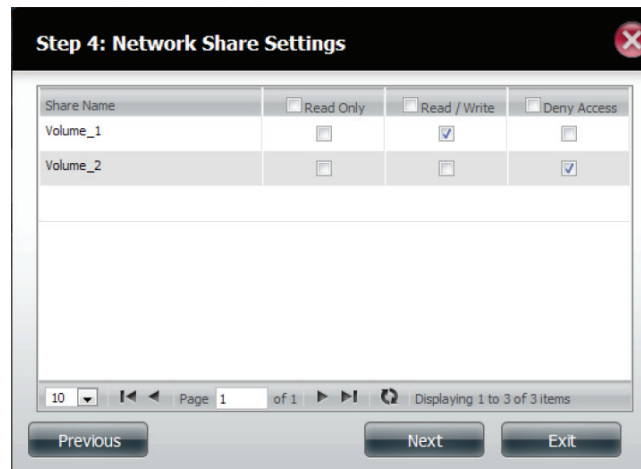 Step 4: Network Share Settings
Share Name Read Only Read / Write Deny Access
Volume_1
Volume_2
10 Page 1 of 1 Displaying 1 to 3 of 3 items
Previous Next Exit